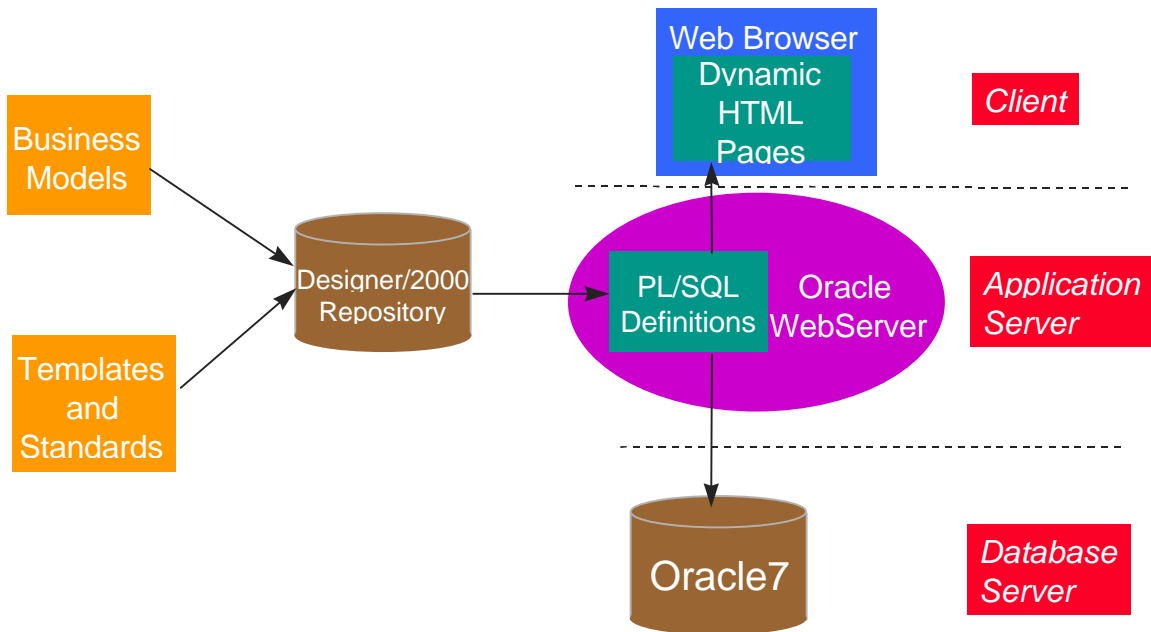 Web Browser
Dynamic
HTML
Pages
Client
Business
Models
Designer/2000
Repository
PL/SQL
Definitions
Oracle
WebServer
Application
Server
Templates
and
Standards
Oracle7
Database
Server